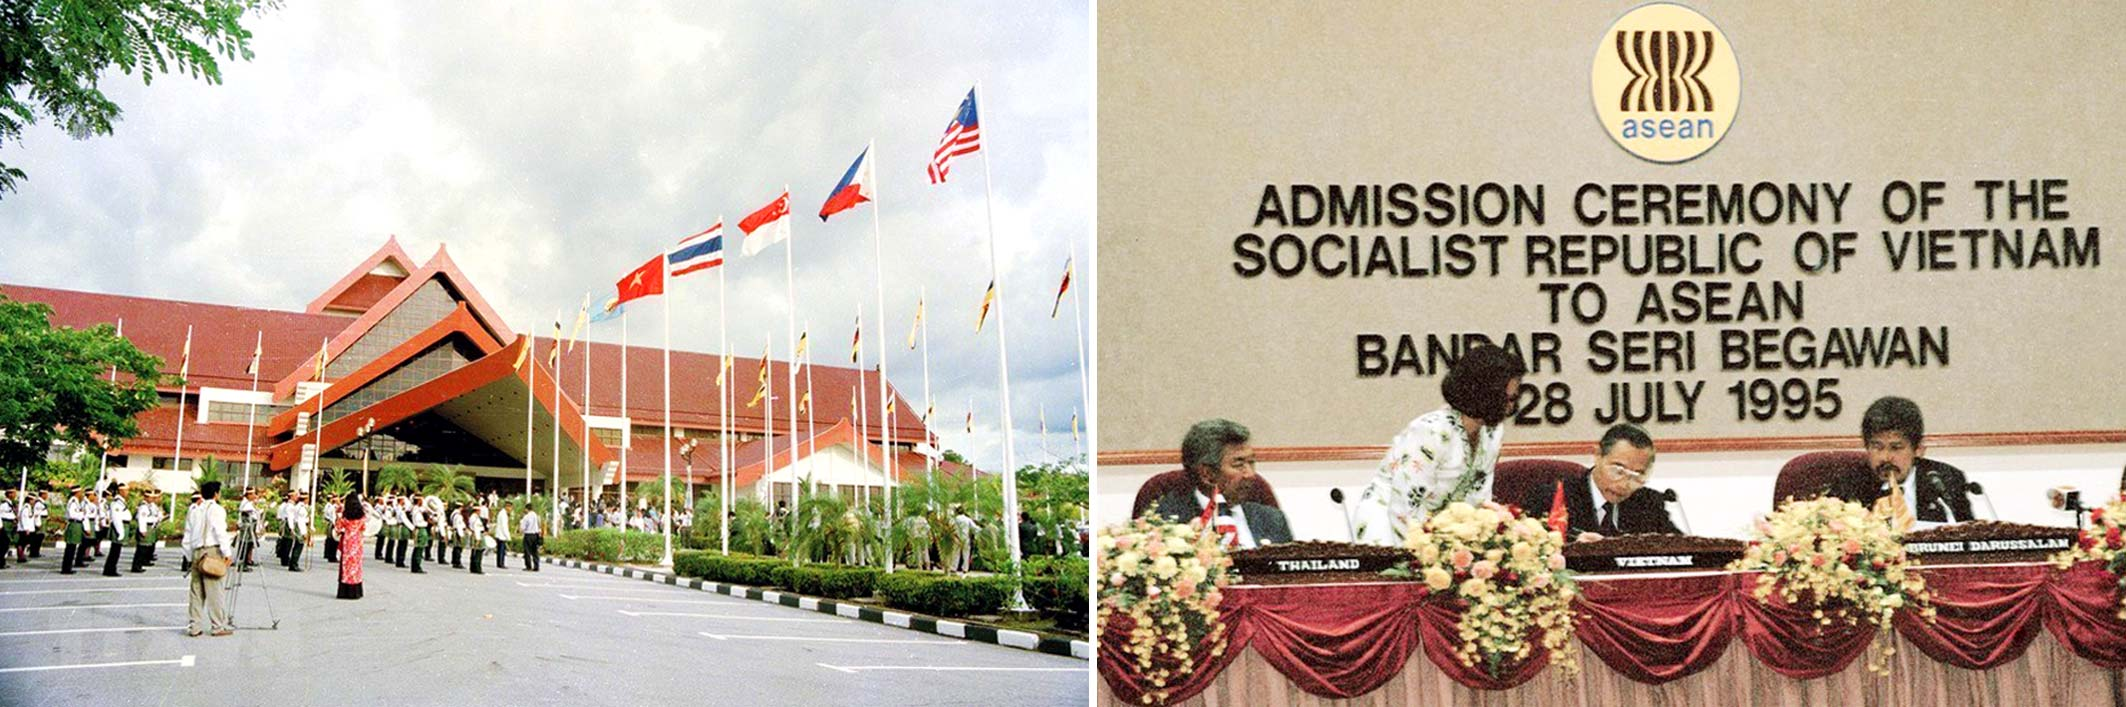 asean
ADMISSION CEREMONY OF THE
SOCIALIST REPUBLIC OF VIETNAM
TO ASEAN
BANDAR SERI BEGAWAN
28 JULY 1995
THAILAND
VIETNAM
BRUNEI DARUSSALAM